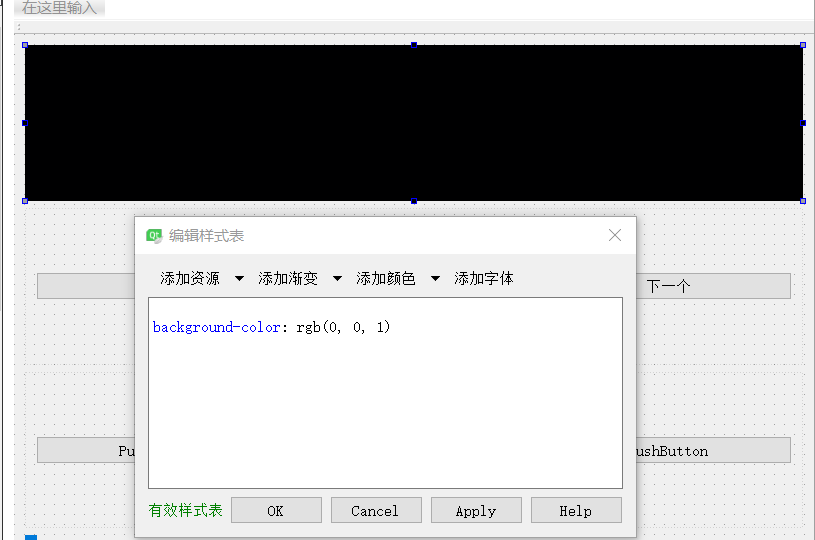 在这里输入
编辑样式表
添加资源 添加渐变 添加颜色 添加字体
下一个
background-color: rgb(0, 0, 1)
Pu
ushButton
有效样式表 OK Cancel Apply Help